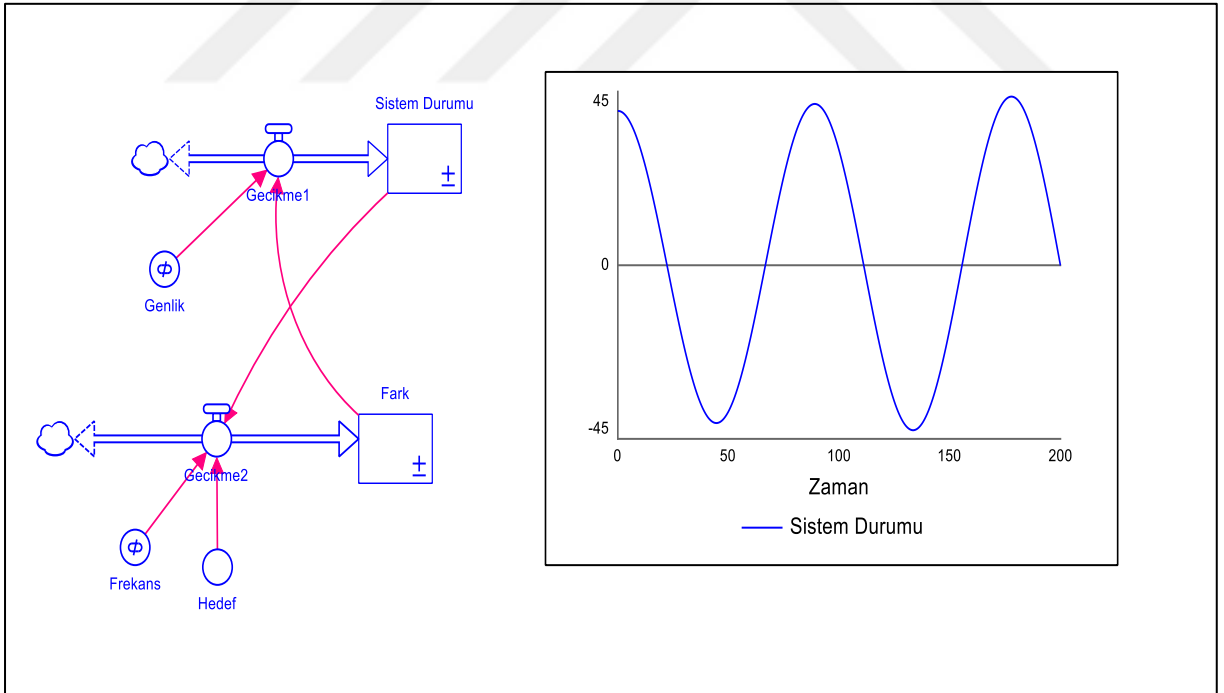 Sistem Durumu
±
Gecikme1
Genlik
Fark
±
Gecikme2
Frekans
Hedef
45
0
-45
0 50 100 150 200
Zaman
Sistem Durumu